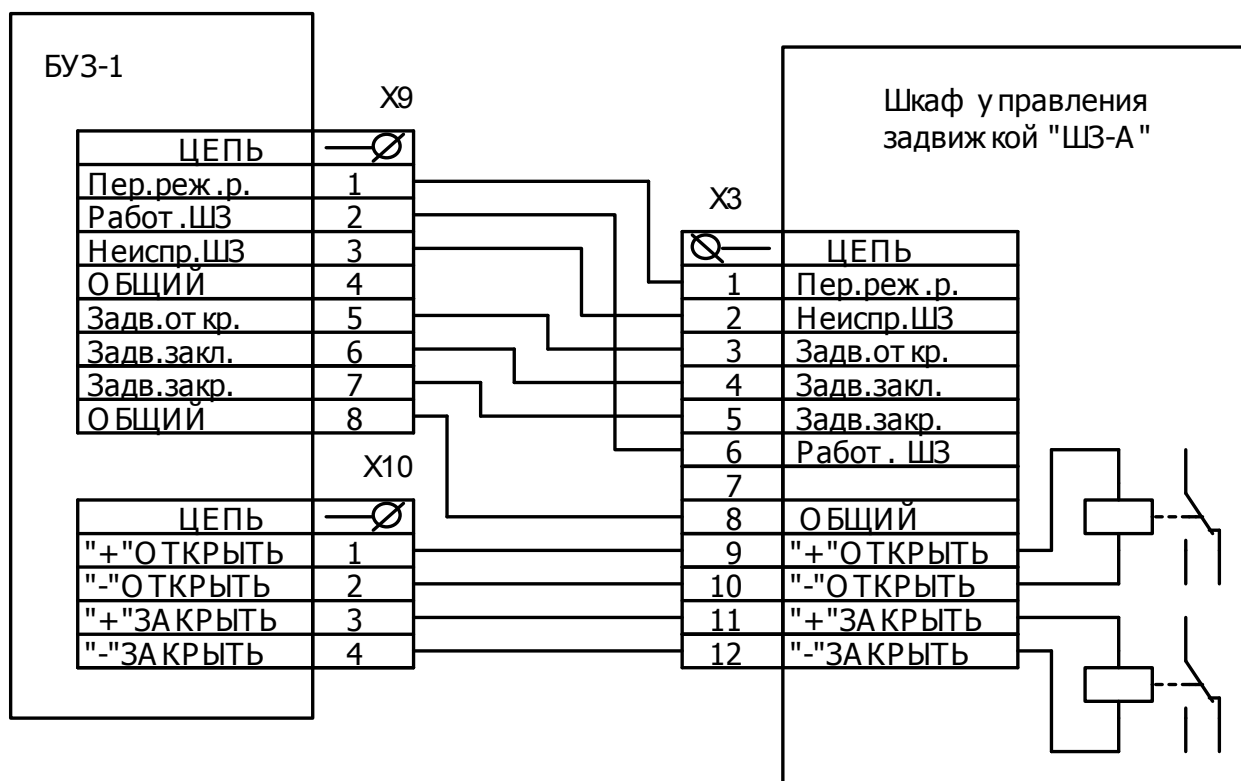 БУЗ-1
X9
ЦЕПЬ
Пер.реж.р. 1
Работ.ШЗ 2
Неиспр.ШЗ 3
ОБЩИЙ 4
Задв.откр. 5
Задв.закл. 6
Задв.закр. 7
ОБЩИЙ 8
X10
ЦЕПЬ
"+"ОТКРЫТЬ 1
"-"ОТКРЫТЬ 2
"+"ЗАКРЫТЬ 3
"-"ЗАКРЫТЬ 4
Шкаф управления
задвижкой "ШЗ-А"
X3
ЦЕПЬ
1 Пер.реж.р.
2 Неиспр.ШЗ
3 Задв.откр.
4 Задв.закл.
5 Задв.закр.
6 Работ. ШЗ
7
8 ОБЩИЙ
9 "+"ОТКРЫТЬ
10 "-"ОТКРЫТЬ
11 "+"ЗАКРЫТЬ
12 "-"ЗАКРЫТЬ